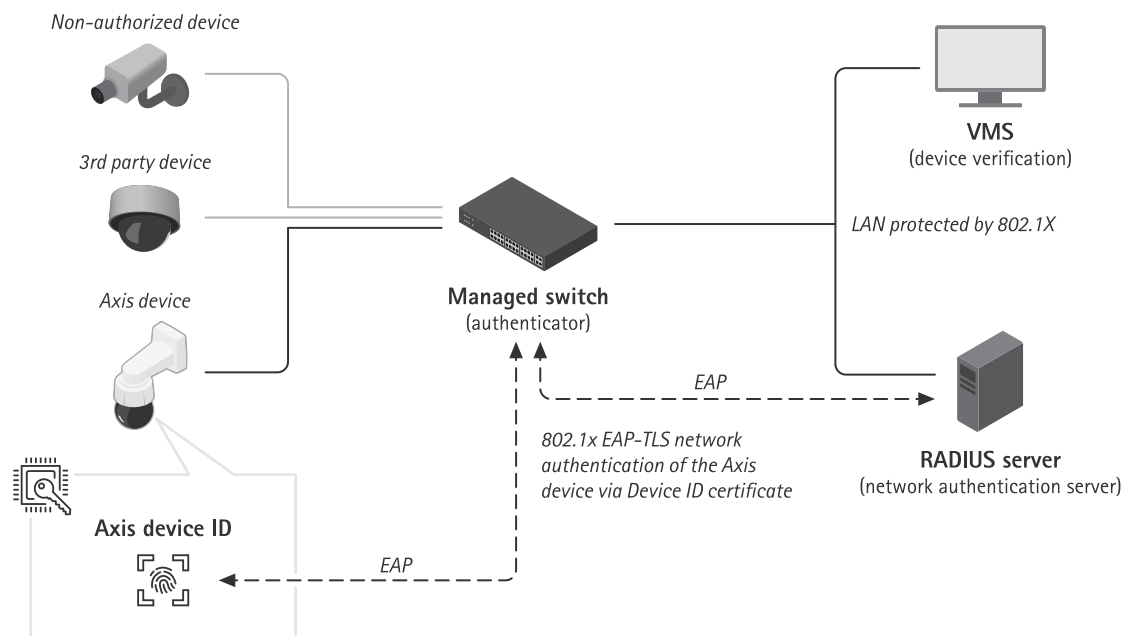 Non-authorized device
3rd party device
Axis device
Managed switch
(authenticator)
VMS
(device verification)
LAN protected by 802.1X
EAP
802.1x EAP-TLS network
authentication of the Axis
device via Device ID certificate
RADIUS server
(network authentication server)
Axis device ID
EAP